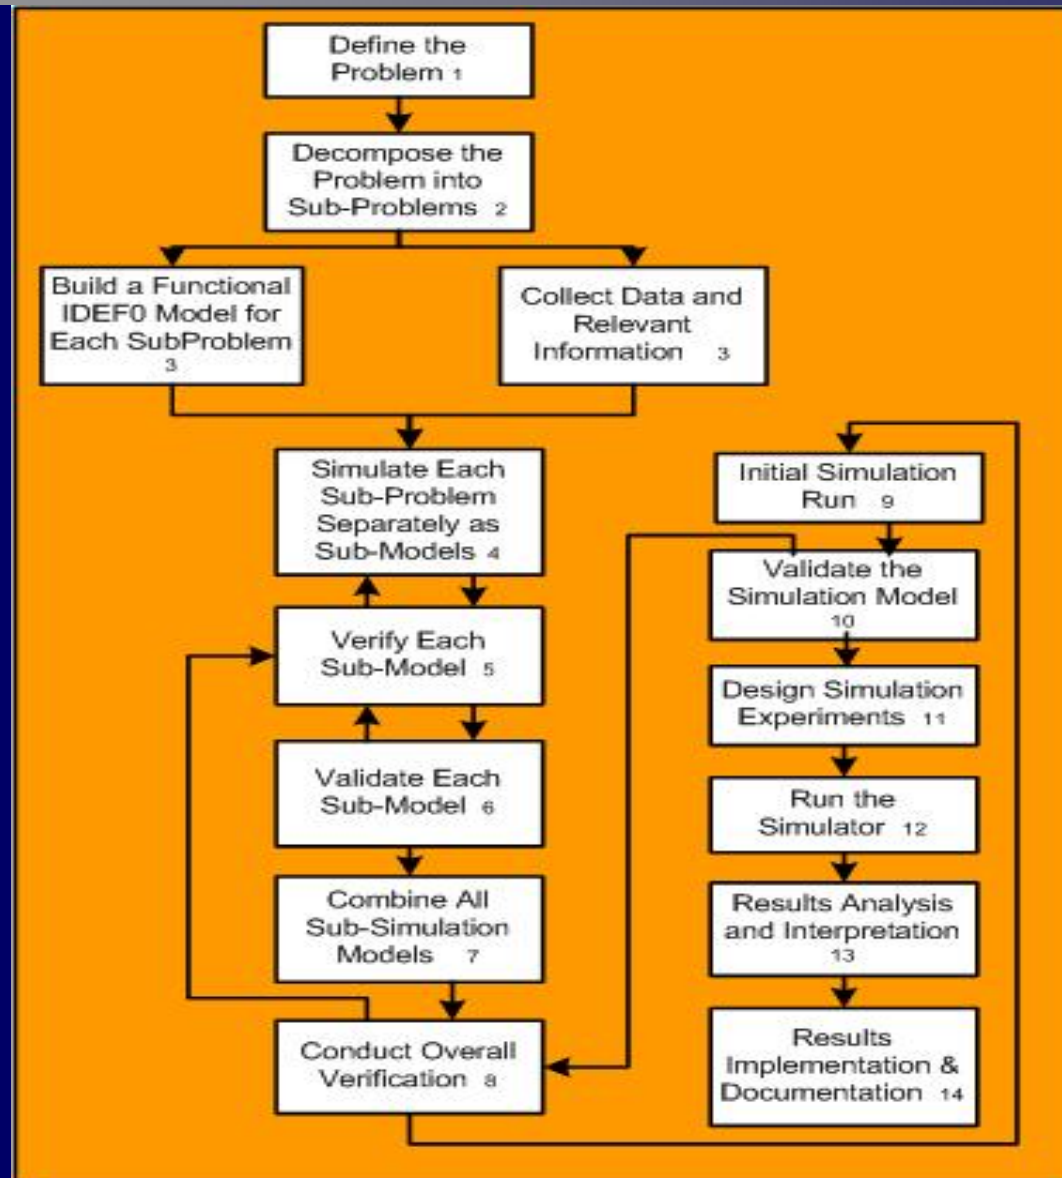 Define the
Problem 1
Decompose the
Problem into
Sub-Problems 2
Build a Functional
IDEF0 Model for
Each SubProblem
3
Collect Data and
Relevant
Information 3
Simulate Each
Sub-Problem
Separately as
Sub-Models 4
Verify Each
Sub-Model 5
Validate Each
Sub-Model 6
Combine All
Sub-Simulation
Models 7
Conduct Overall
Verification 8
Initial Simulation
Run 9
Validate the
Simulation Model
10
Design Simulation
Experiments 11
Run the
Simulator 12
Results Analysis
and Interpretation
13
Results
Implementation &
Documentation 14